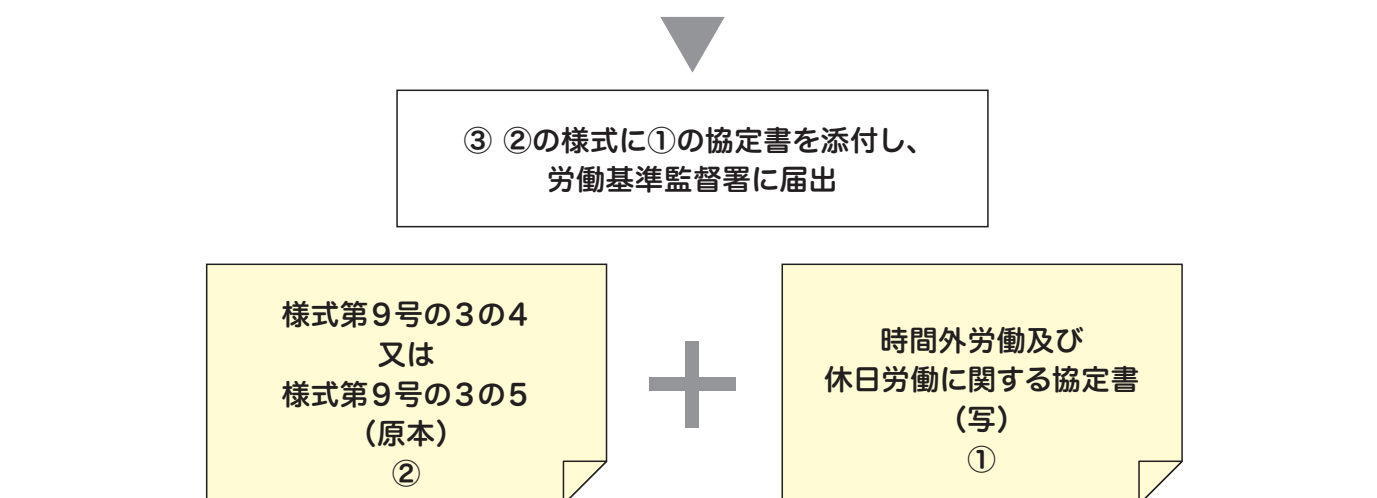 ③ ②の様式に①の協定書を添付し、
労働基準監督署に届出
様式第9号の3の4
又は
様式第9号の3の5
（原本）
②
時間外労働及び
休日労働に関する協定書
（写）
①